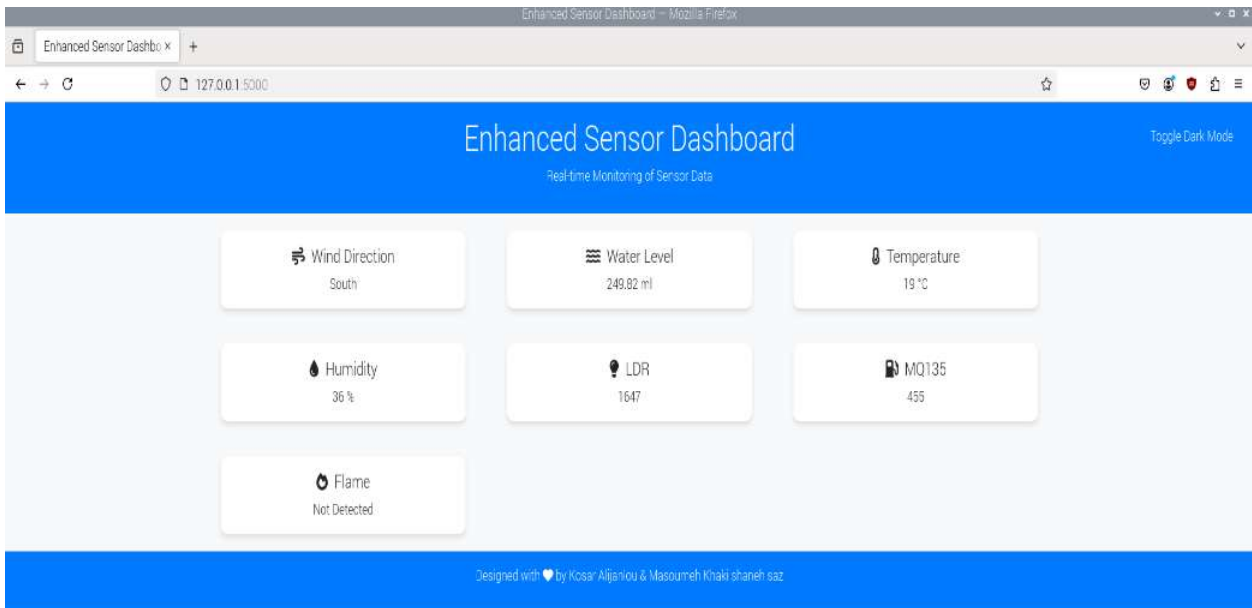 Enhanced Sensor Dashboard — Mozilla Firefox
Enhanced Sensor Dashbo ×
127.0.0.1:5000
Enhanced Sensor Dashboard
Toggle Dark Mode
Real-time Monitoring of Sensor Data
Wind Direction
South
Water Level
249.82 ml
Temperature
19 °C
Humidity
36 %
LDR
1647
MQ135
455
Flame
Not Detected
Designed with by Kosar Alijanlou & Masoumeh Khaki shaneh saz